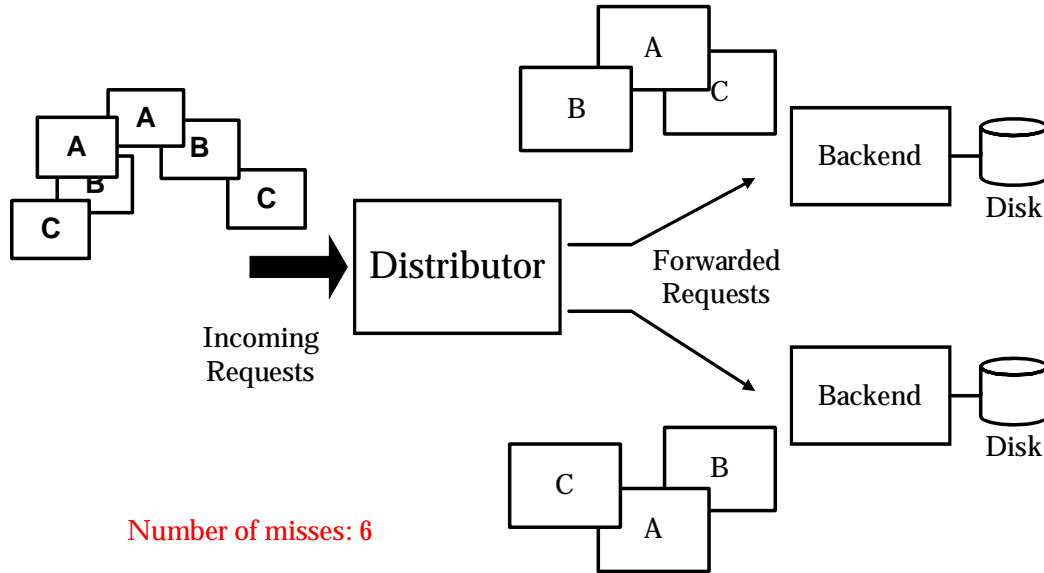 A
B
C
A
A
B
B
C
C
Backend
Disk
Distributor
Forwarded
Requests
Incoming
Requests
Backend
Disk
C
B
A
Number of misses: 6